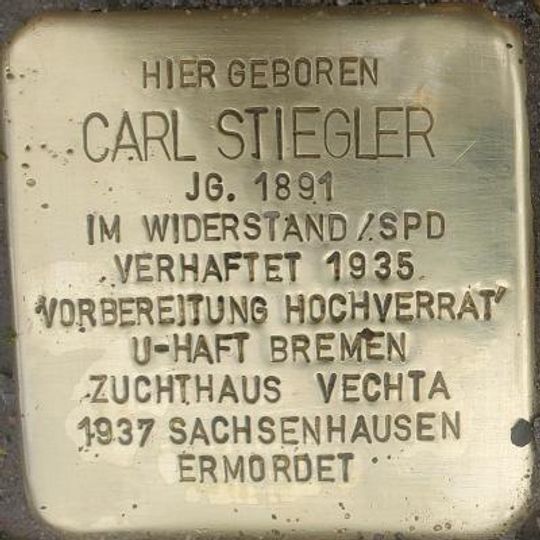 HIER GEBOREN
CARL STIEGLER
JG. 1891
IM WIDERSTAND / SPD
VERHAFTET 1935
'VORBEREITUNG HOCHVERRAT'
U-HAFT BREMEN
ZUCHTHAUS VECHTA
1937 SACHSENHAUSEN
ERMORDET